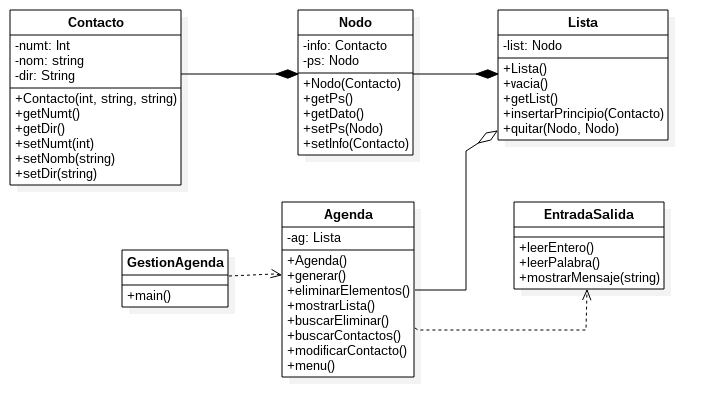 Contacto
-numt: Int
-nom: string
-dir: String
+Contacto(int, string, string)
+getNumt()
+getDir()
+setNumt(int)
+setNomb(string)
+setDir(string)
Nodo
-info: Contacto
-ps: Nodo
+Nodo(Contacto)
+getPs()
+getDato()
+setPs(Nodo)
+setInfo(Contacto)
Lista
-list: Nodo
+Lista()
+vacia()
+getList()
+insertarPrincipio(Contacto)
+quitar(Nodo, Nodo)
GestionAgenda
+main()
Agenda
-ag: Lista
+Agenda()
+generar()
+eliminarElementos()
+mostrarLista()
+buscarEliminar()
+buscarContactos()
+modificarContacto()
+menu()
EntradaSalida
+leerEntero()
+leerPalabra()
+mostrarMensaje(string)